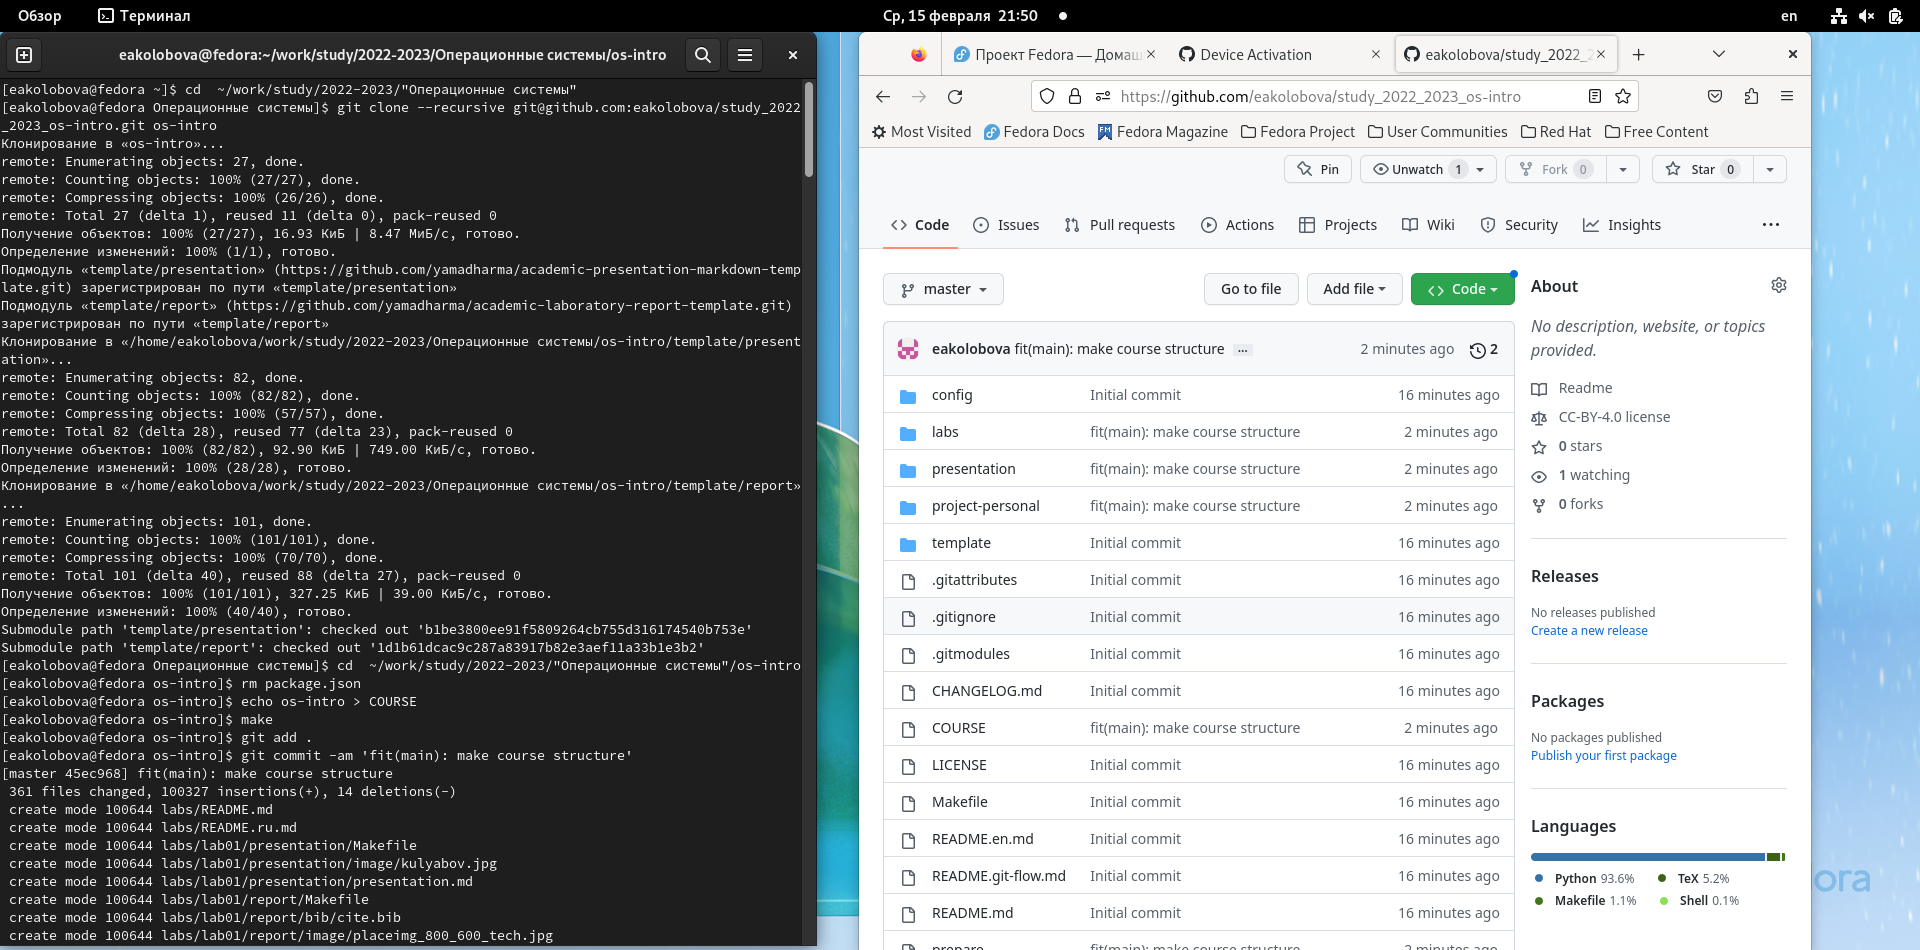 Обзор
Терминал
Ср, 15 февраля 21:50
en
eakolobova@fedora:~/work/study/2022-2023/Операционные системы/os-intro
[eakolobova@fedora ~]$ cd  ~/work/study/2022-2023/"Операционные системы"
[eakolobova@fedora Операционные системы]$ git clone --recursive git@github.com:eakolobova/study_2022
_2023_os-intro.git os-intro
Клонирование в «os-intro»...
remote: Enumerating objects: 27, done.
remote: Counting objects: 100% (27/27), done.
remote: Compressing objects: 100% (26/26), done.
remote: Total 27 (delta 1), reused 11 (delta 0), pack-reused 0
Получение объектов: 100% (27/27), 16.93 КиБ | 8.47 МиБ/с, готово.
Определение изменений: 100% (1/1), готово.
Подмодуль «template/presentation» (https://github.com/yamadharma/academic-presentation-markdown-temp
late.git) зарегистрирован по пути «template/presentation»
Подмодуль «template/report» (https://github.com/yamadharma/academic-laboratory-report-template.git)
зарегистрирован по пути «template/report»
Клонирование в «/home/eakolobova/work/study/2022-2023/Операционные системы/os-intro/template/present
ation»...
remote: Enumerating objects: 82, done.
remote: Counting objects: 100% (82/82), done.
remote: Compressing objects: 100% (57/57), done.
remote: Total 82 (delta 28), reused 77 (delta 23), pack-reused 0
Получение объектов: 100% (82/82), 92.90 КиБ | 749.00 КиБ/с, готово.
Определение изменений: 100% (28/28), готово.
Клонирование в «/home/eakolobova/work/study/2022-2023/Операционные системы/os-intro/template/report»
...
remote: Enumerating objects: 101, done.
remote: Counting objects: 100% (101/101), done.
remote: Compressing objects: 100% (70/70), done.
remote: Total 101 (delta 40), reused 88 (delta 27), pack-reused 0
Получение объектов: 100% (101/101), 327.25 КиБ | 39.00 КиБ/с, готово.
Определение изменений: 100% (40/40), готово.
Submodule path 'template/presentation': checked out 'b1be3800ee91f5809264cb755d316174540b753e'
Submodule path 'template/report': checked out '1d1b61dcac9c287a83917b82e3aef11a33b1e3b2'
[eakolobova@fedora Операционные системы]$ cd  ~/work/study/2022-2023/"Операционные системы"/os-intro
[eakolobova@fedora os-intro]$ rm package.json
[eakolobova@fedora os-intro]$ echo os-intro > COURSE
[eakolobova@fedora os-intro]$ make
[eakolobova@fedora os-intro]$ git add .
[eakolobova@fedora os-intro]$ git commit -am 'fit(main): make course structure'
[master 45ec968] fit(main): make course structure
 361 files changed, 100327 insertions(+), 14 deletions(-)
 create mode 100644 labs/README.md
 create mode 100644 labs/README.ru.md
 create mode 100644 labs/lab01/presentation/Makefile
 create mode 100644 labs/lab01/presentation/image/kulyabov.jpg
 create mode 100644 labs/lab01/presentation/presentation.md
 create mode 100644 labs/lab01/report/Makefile
 create mode 100644 labs/lab01/report/bib/cite.bib
 create mode 100644 labs/lab01/report/image/placeimg_800_600_tech.jpg
Проект Fedora — Домаш
Device Activation
eakolobova/study_2022_2
https://github.com/eakolobova/study_2022_2023_os-intro
Most Visited
Fedora Docs
Fedora Magazine
Fedora Project
User Communities
Red Hat
Free Content
Pin
Unwatch 1
Fork 0
Star 0
Code
Issues
Pull requests
Actions
Projects
Wiki
Security
Insights
master
Go to file
Add file
Code
eakolobova fit(main): make course structure ...
2 minutes ago
2
config Initial commit 16 minutes ago
labs fit(main): make course structure 2 minutes ago
presentation fit(main): make course structure 2 minutes ago
project-personal fit(main): make course structure 2 minutes ago
template Initial commit 16 minutes ago
.gitattributes Initial commit 16 minutes ago
.gitignore Initial commit 16 minutes ago
.gitmodules Initial commit 16 minutes ago
CHANGELOG.md Initial commit 16 minutes ago
COURSE fit(main): make course structure 2 minutes ago
LICENSE Initial commit 16 minutes ago
Makefile Initial commit 16 minutes ago
README.en.md Initial commit 16 minutes ago
README.git-flow.md Initial commit 16 minutes ago
README.md Initial commit 16 minutes ago
prepare fit(main): make course structure 2 minutes ago
About
No description, website, or topics
provided.
Readme
CC-BY-4.0 license
0 stars
1 watching
0 forks
Releases
No releases published
Create a new release
Packages
No packages published
Publish your first package
Languages
Python 93.6%
TeX 5.2%
Makefile 1.1%
Shell 0.1%
ora